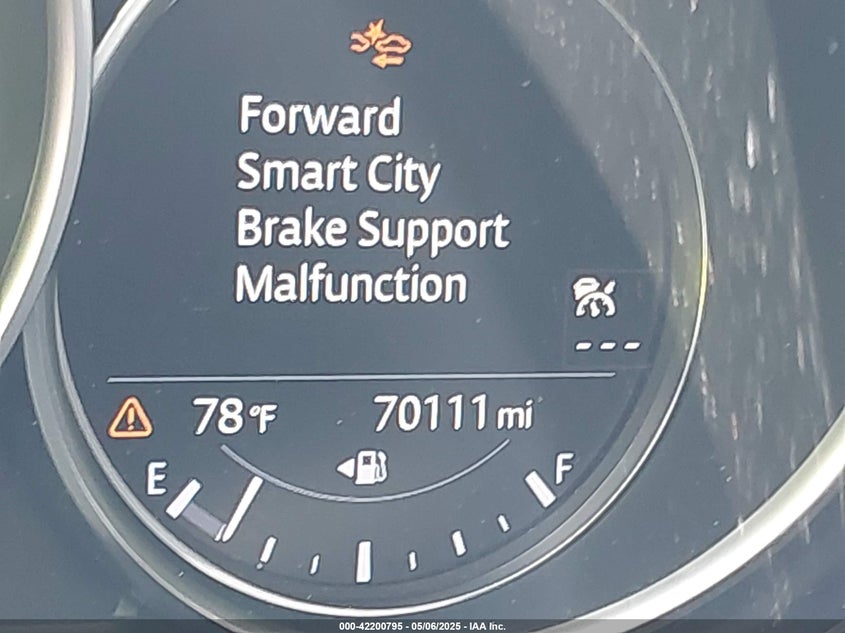 Forward
Smart City
Brake Support
Malfunction
---
78°F 70111 mi
E F
000-42200795 - 05/06/2025 - IAA Inc.